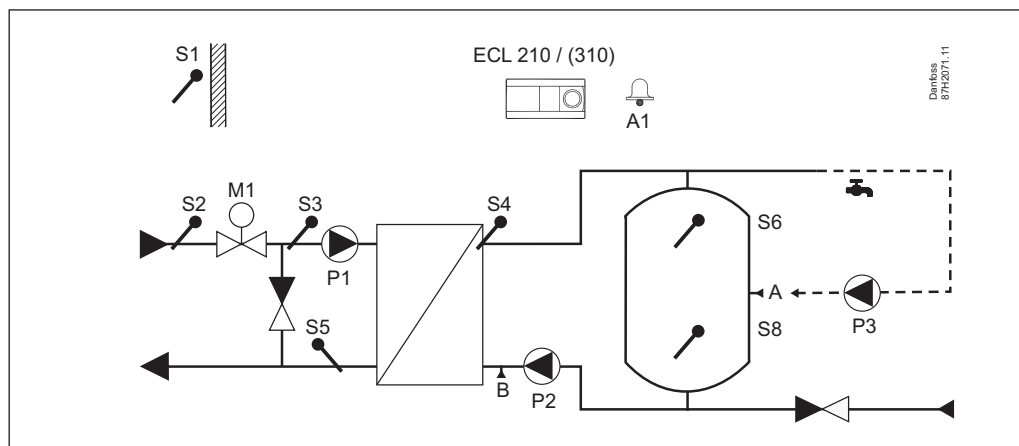 S1
ECL 210 / (310)
A1
Danfoss
87H2071.11
M1
S2
S3
S4
S6
P1
A
P3
S5
S8
B
P2